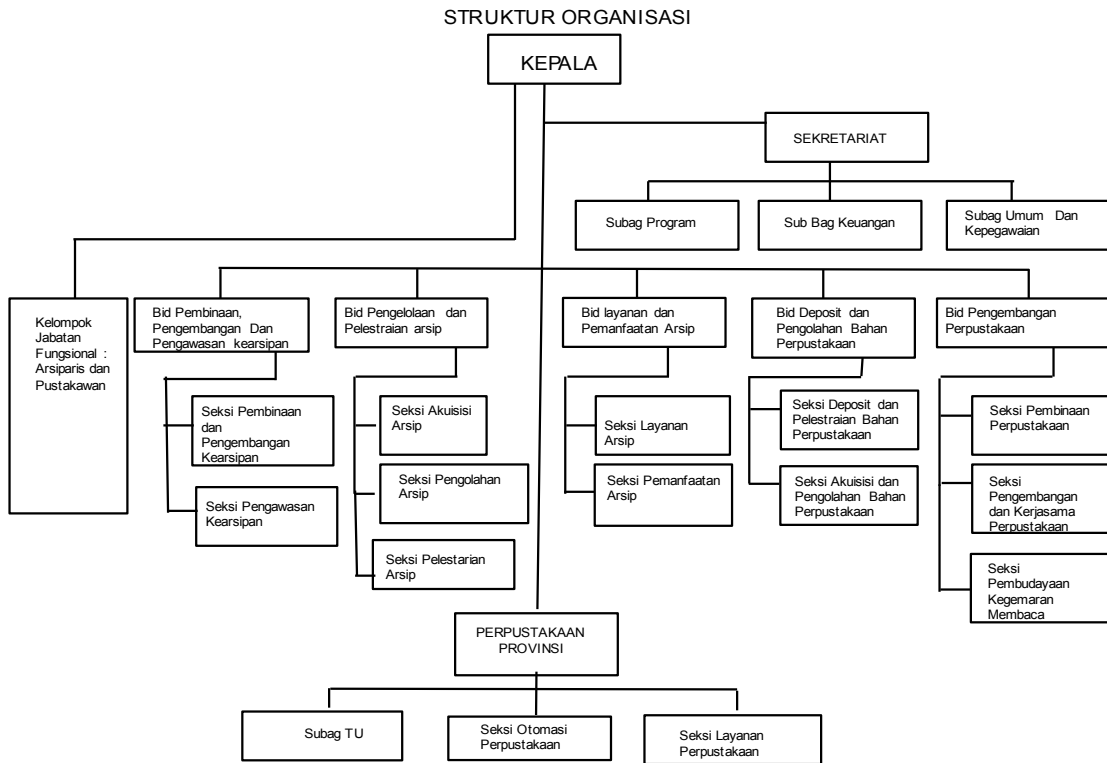 STRUKTUR ORGANISASI
KEPALA
SEKRETARIAT
Subag Program
Sub Bag Keuangan
Subag Umum Dan
Kepegawaian
Kelompok
Jabatan
Fungsional :
Arsiparis dan
Pustakawan
Bid Pembinaan,
Pengembangan Dan
Pengawasan kearsipan
Bid Pengelolaan dan
Pelestraian arsip
Bid layanan dan
Pemanfaatan Arsip
Bid Deposit dan
Pengolahan Bahan
Perpustakaan
Bid Pengembangan
Perpustakaan
Seksi Pembinaan
dan
Pengembangan
Kearsipan
Seksi Pengawasan
Kearsipan
Seksi Akuisisi
Arsip
Seksi Pengolahan
Arsip
Seksi Pelestarian
Arsip
Seksi Layanan
Arsip
Seksi Pemanfaatan
Arsip
Seksi Deposit dan
Pelestraian Bahan
Perpustakaan
Seksi Akuisisi dan
Pengolahan Bahan
Perpustakaan
Seksi Pembinaan
Perpustakaan
Seksi
Pengembangan
dan Kerjasama
Perpustakaan
Seksi
Pembudayaan
Kegemaran
Membaca
PERPUSTAKAAN
PROVINSI
Subag TU
Seksi Otomasi
Perpustakaan
Seksi Layanan
Perpustakaan